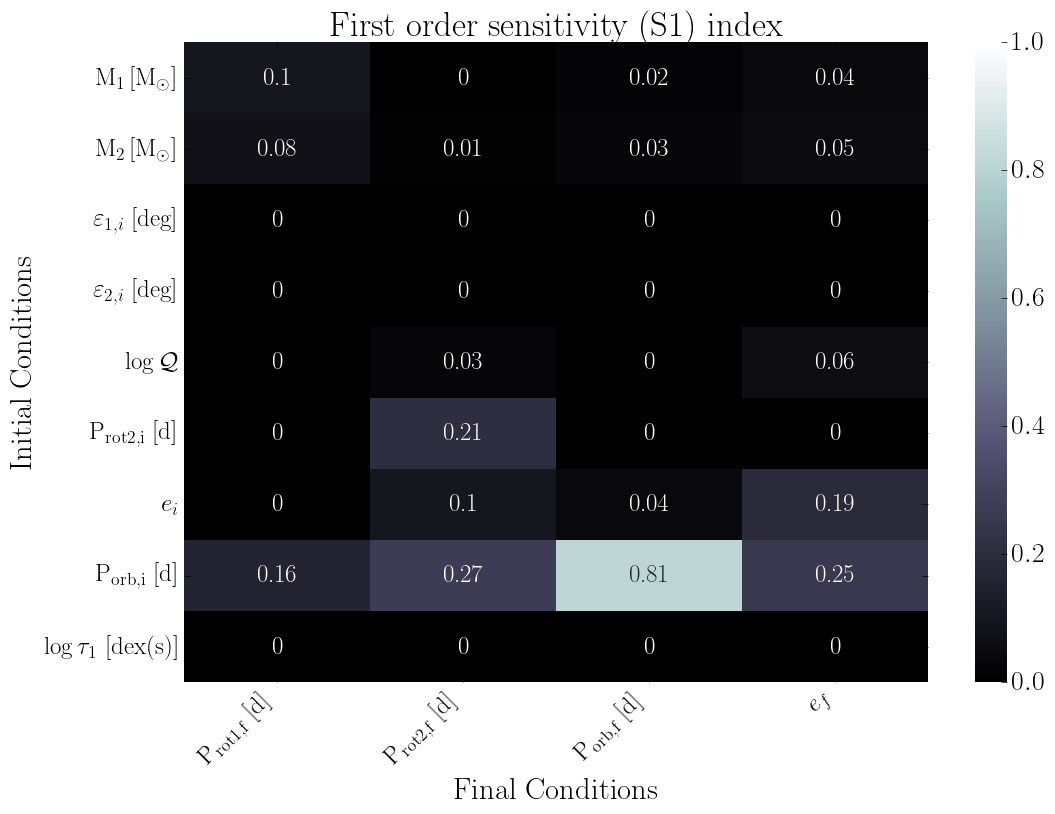 First order sensitivity (S1) index
Initial Conditions
M₁ [M☉] 0.1 0 0.02 0.04
M₂ [M☉] 0.08 0.01 0.03 0.05
ε₁,ᵢ [deg] 0 0 0 0
ε₂,ᵢ [deg] 0 0 0 0
log 𝒬 0 0.03 0 0.06
P_rot2,i [d] 0 0.21 0 0
eᵢ 0 0.1 0.04 0.19
P_orb,i [d] 0.16 0.27 0.81 0.25
log τ₁ [dex(s)] 0 0 0 0
P_rot1,f [d] P_rot2,f [d] P_orb,f [d] e_f
Final Conditions
1.0
0.8
0.6
0.4
0.2
0.0